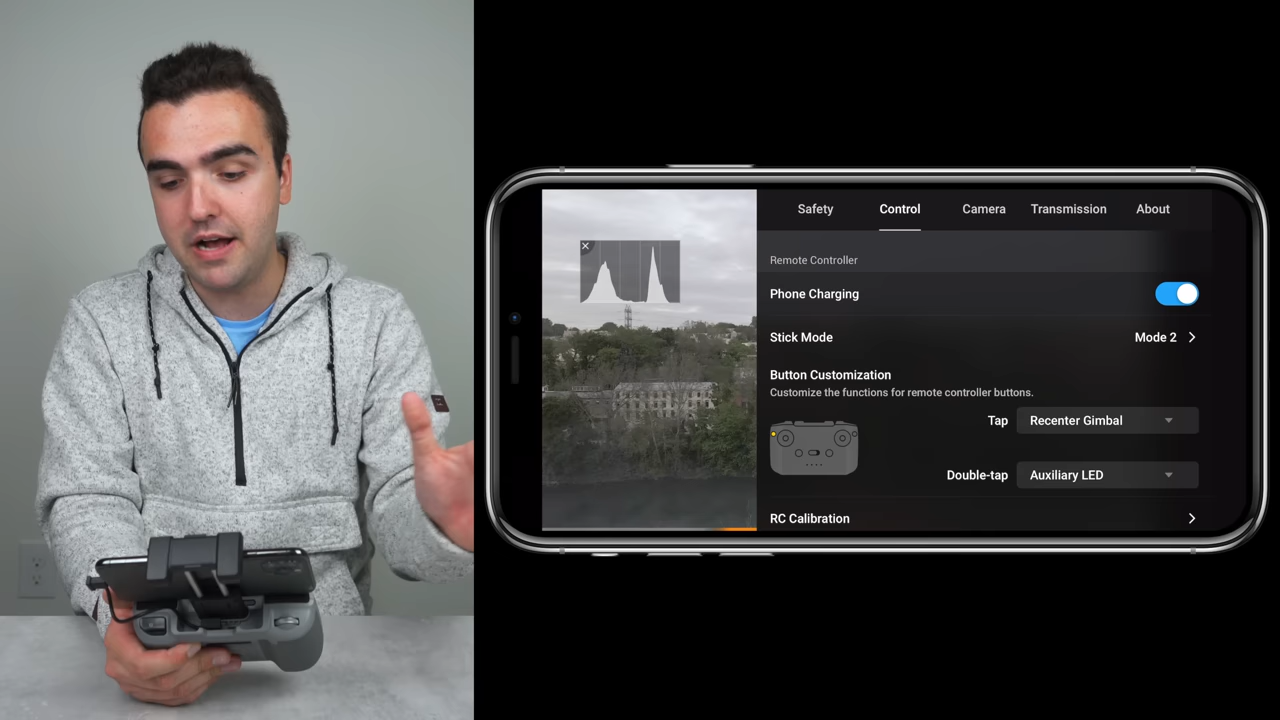 Safety
Control
Camera
Transmission
About
Remote Controller
Phone Charging
Stick Mode
Mode 2
Button Customization
Customize the functions for remote controller buttons.
Tap
Recenter Gimbal
Double-tap
Auxiliary LED
RC Calibration